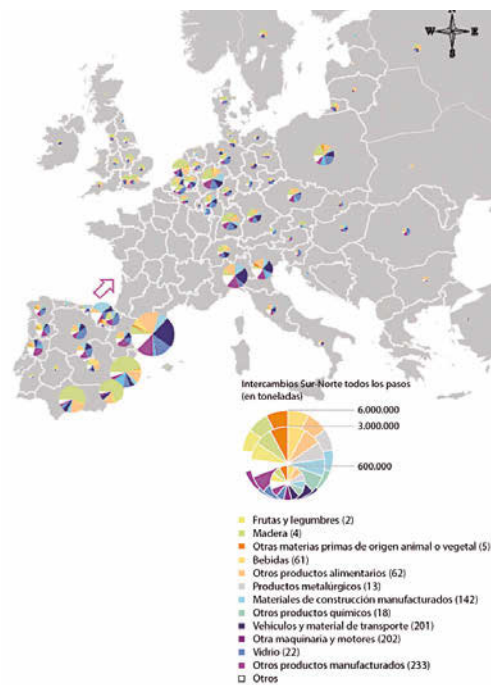 N
W E
S
Intercambios Sur-Norte todos los pasos
(en toneladas)
6.000.000
3.000.000
600.000
Frutas y legumbres (2)
Madera (4)
Otras materias primas de origen animal o vegetal (5)
Bebidas (61)
Otros productos alimentarios (62)
Productos metalúrgicos (13)
Materiales de construcción manufacturados (142)
Otros productos químicos (18)
Vehículos y material de transporte (201)
Otra maquinaria y motores (202)
Vidrio (22)
Otros productos manufacturados (233)
Otros